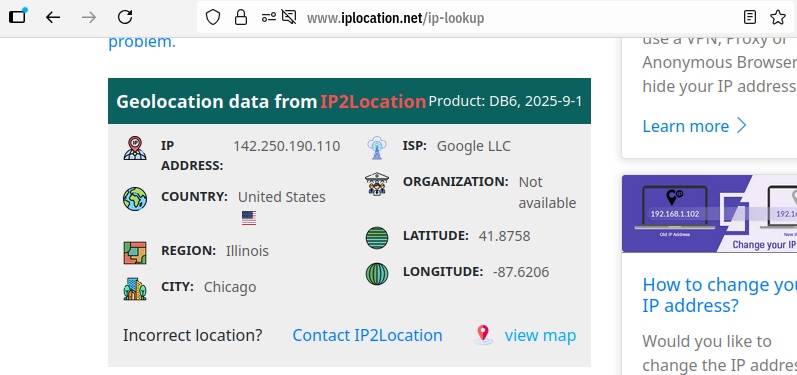 www.iplocation.net/ip-lookup
problem.
Geolocation data from IP2Location Product: DB6, 2025-9-1
IP ADDRESS: 142.250.190.110
COUNTRY: United States
REGION: Illinois
CITY: Chicago
ISP: Google LLC
ORGANIZATION: Not available
LATITUDE: 41.8758
LONGITUDE: -87.6206
Incorrect location? Contact IP2Location view map
use a VPN, Proxy or
Anonymous Browser
hide your IP address
Learn more
IP
192.168.1.102
Old IP Address
Change your IP
How to change you
IP address?
Would you like to
change the IP addre